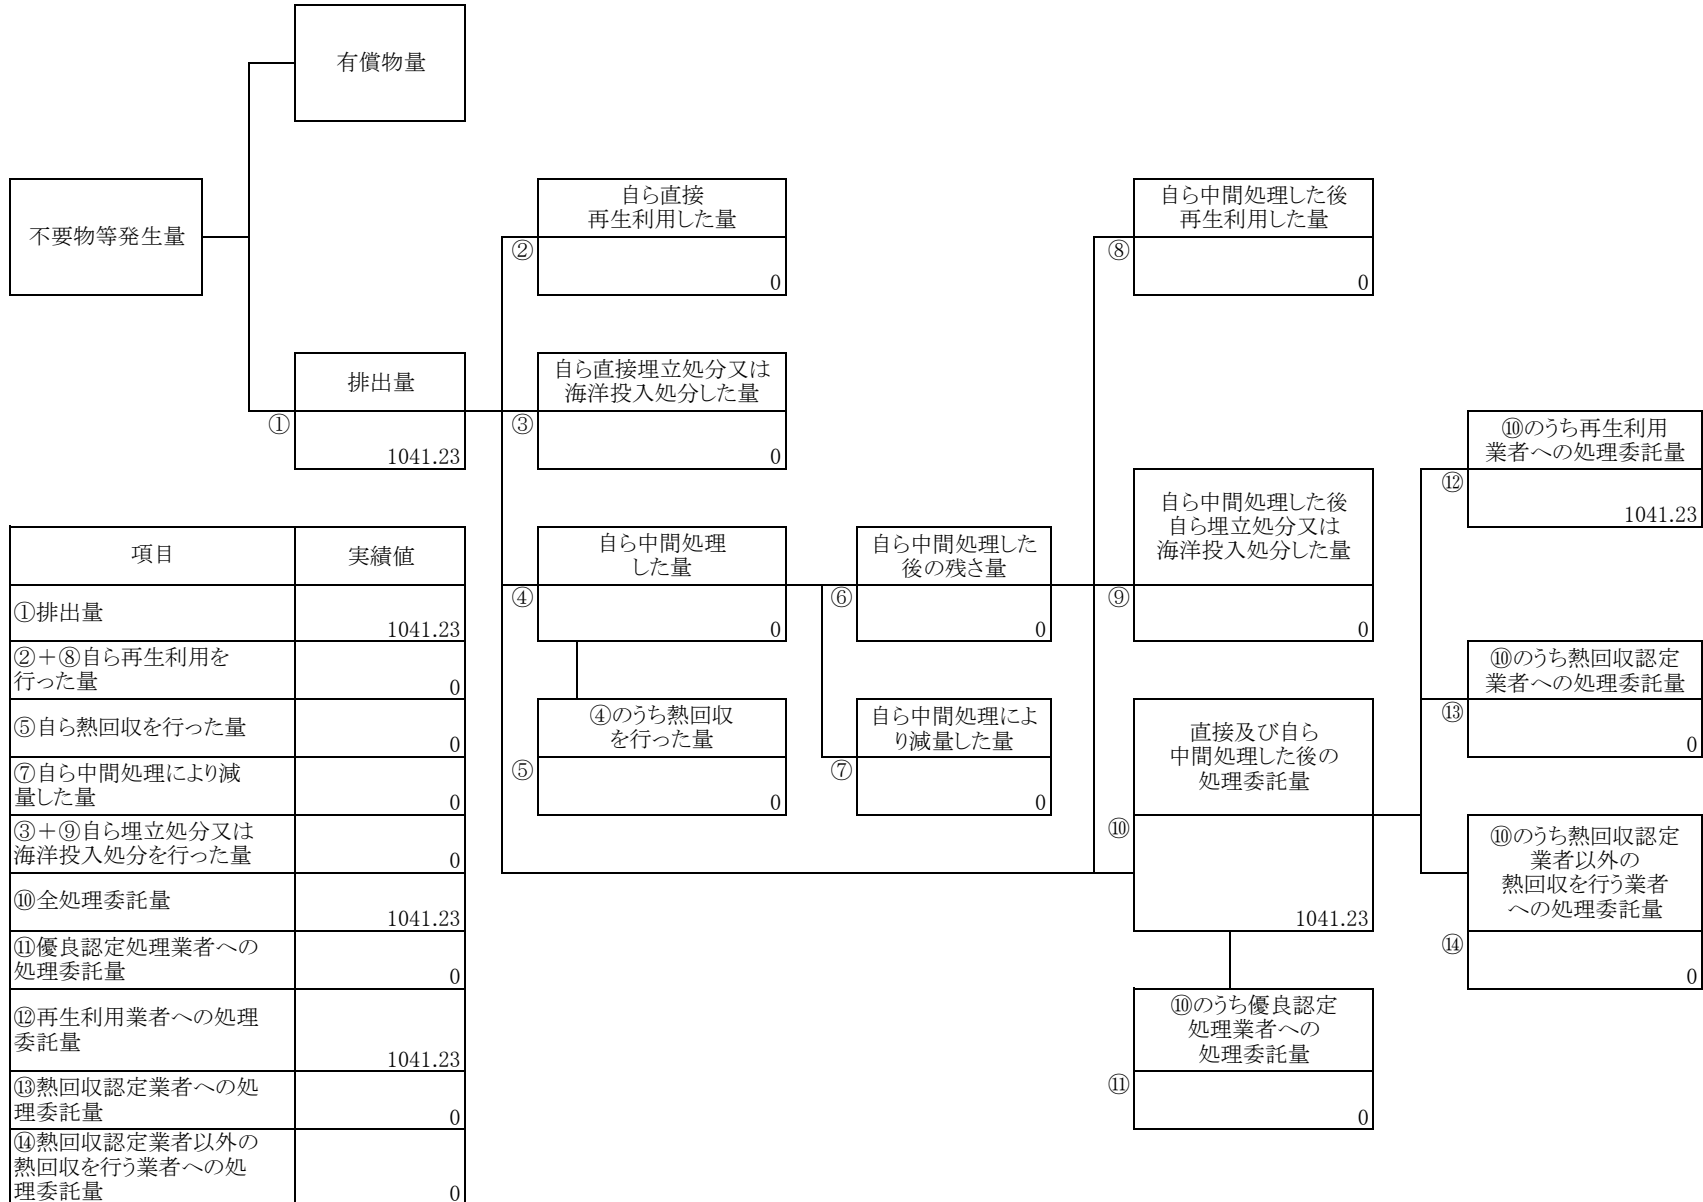 有償物量
不要物等発生量
排出量
①
1041.23
自ら直接
再生利用した量
②
0
自ら直接埋立処分又は
海洋投入処分した量
③
0
自ら中間処理
した量
④
0
④のうち熱回収
を行った量
⑤
0
自ら中間処理した
後の残さ量
⑥
0
自ら中間処理によ
り減量した量
⑦
0
自ら中間処理した後
再生利用した量
⑧
0
自ら中間処理した後
自ら埋立処分又は
海洋投入処分した量
⑨
0
直接及び自ら
中間処理した後の
処理委託量
⑩
1041.23
⑩のうち優良認定
処理業者への
処理委託量
⑪
0
⑩のうち再生利用
業者への処理委託量
⑫
1041.23
⑩のうち熱回収認定
業者への処理委託量
⑬
0
⑩のうち熱回収認定
業者以外の
熱回収を行う業者
への処理委託量
⑭
0
項目 実績値
①排出量
1041.23
②＋⑧自ら再生利用を
行った量
0
⑤自ら熱回収を行った量
0
⑦自ら中間処理により減
量した量
0
③＋⑨自ら埋立処分又は
海洋投入処分を行った量
0
⑩全処理委託量
1041.23
⑪優良認定処理業者への
処理委託量
0
⑫再生利用業者への処理
委託量
1041.23
⑬熱回収認定業者への処
理委託量
0
⑭熱回収認定業者以外の
熱回収を行う業者への処
理委託量
0